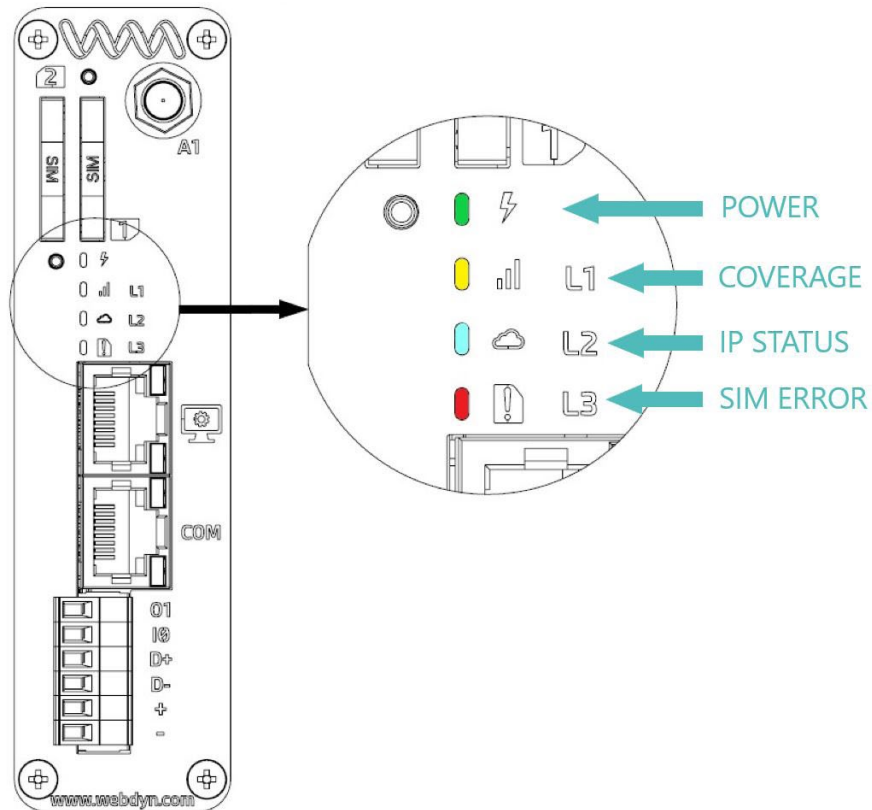 2
A1
SIM
SIM
1
L1
L2
L3
COM
O1
I0
D+
D-
+
-
www.webdyn.com
1
POWER
L1
COVERAGE
L2
IP STATUS
L3
SIM ERROR